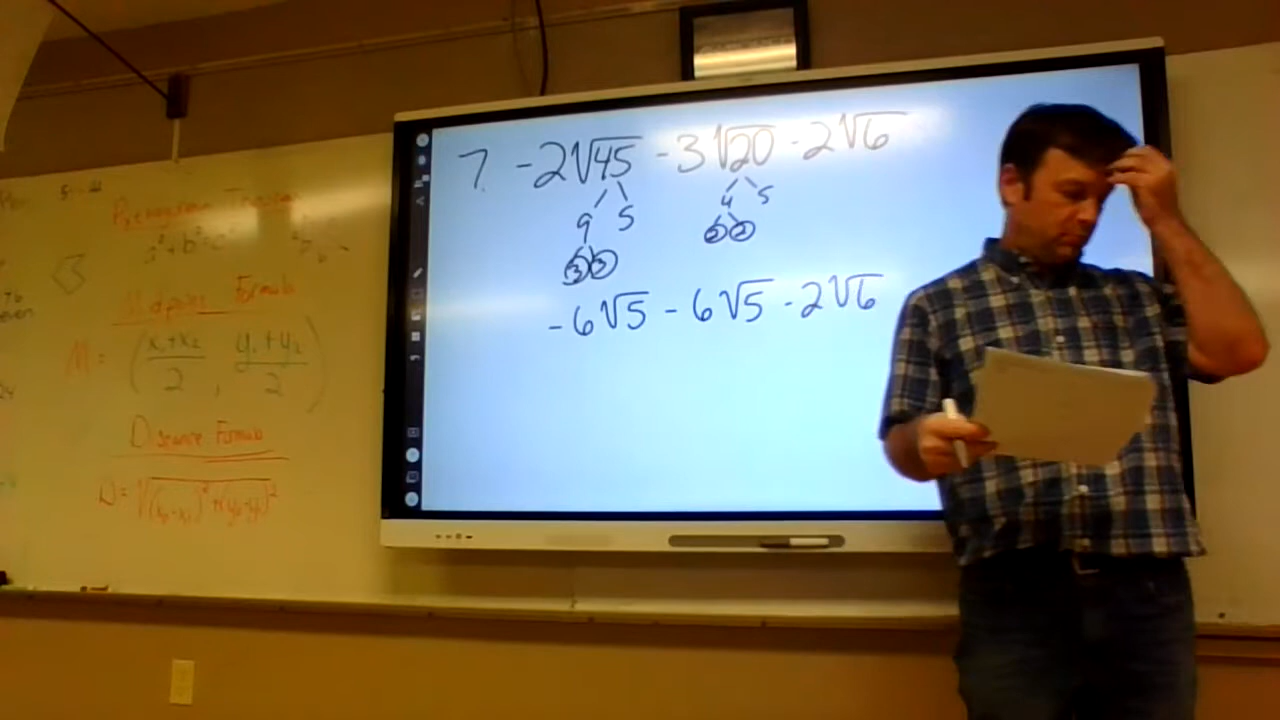 7. -2√45 -3√20 -2√6
9 5 4 5
3 3 2 2
-6√5 - 6√5 - 2√6
a² + b² = c²
Midpoint Formula
M = (x₁+x₂/2, y₁+y₂/2)
Distance Formula
D = √(x₂-x₁)²+(y₂-y₁)²